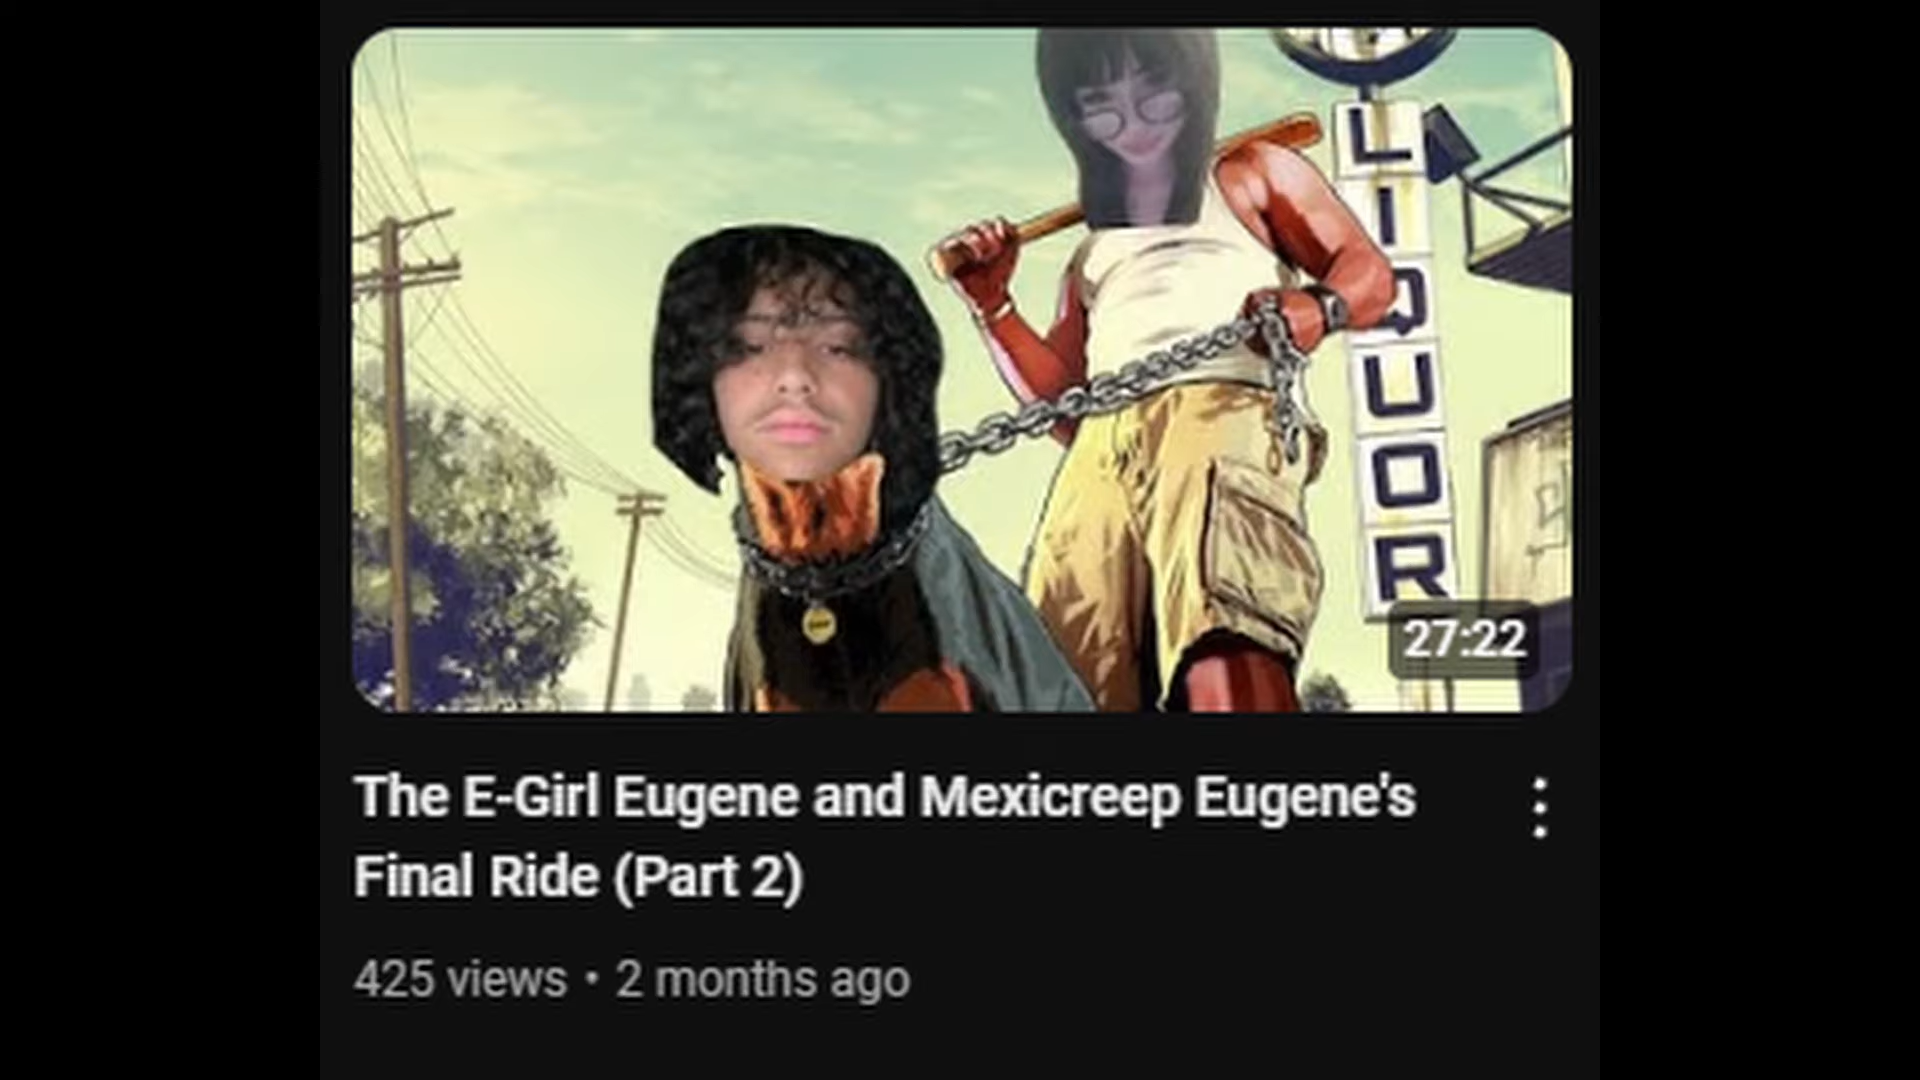 LIQUOR
27:22
The E-Girl Eugene and Mexicreep Eugene's
Final Ride (Part 2)
425 views • 2 months ago